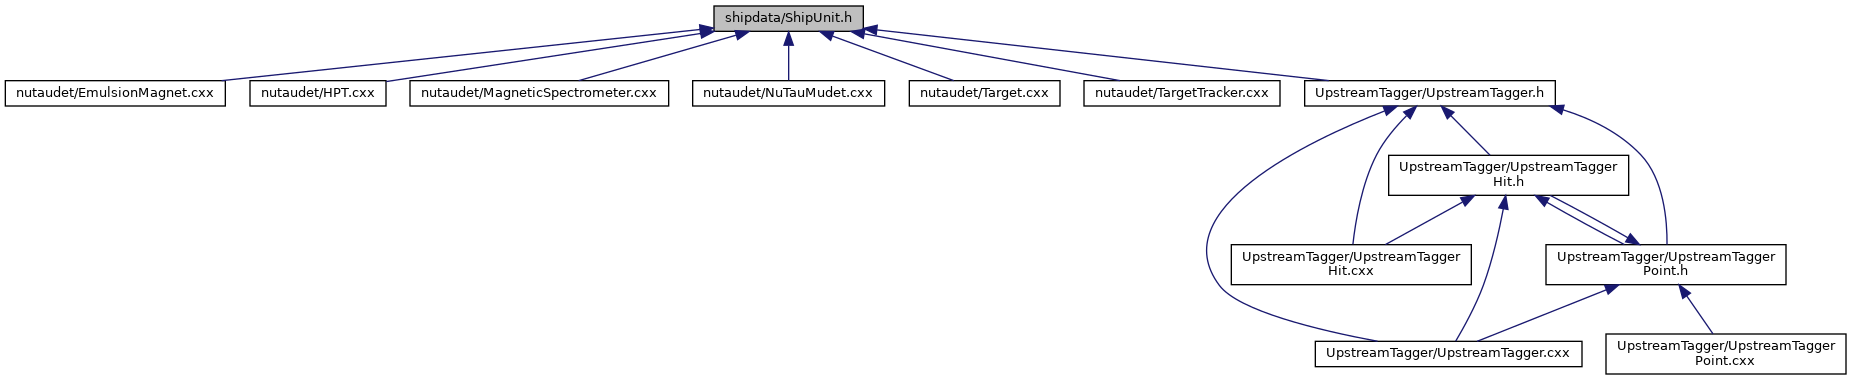 shipdata/ShipUnit.h
nutaudet/EmulsionMagnet.cxx
nutaudet/HPT.cxx
nutaudet/MagneticSpectrometer.cxx
nutaudet/NuTauMudet.cxx
nutaudet/Target.cxx
nutaudet/TargetTracker.cxx
UpstreamTagger/UpstreamTagger.h
UpstreamTagger/UpstreamTagger
Hit.h
UpstreamTagger/UpstreamTagger
Hit.cxx
UpstreamTagger/UpstreamTagger
Point.h
UpstreamTagger/UpstreamTagger.cxx
UpstreamTagger/UpstreamTagger
Point.cxx